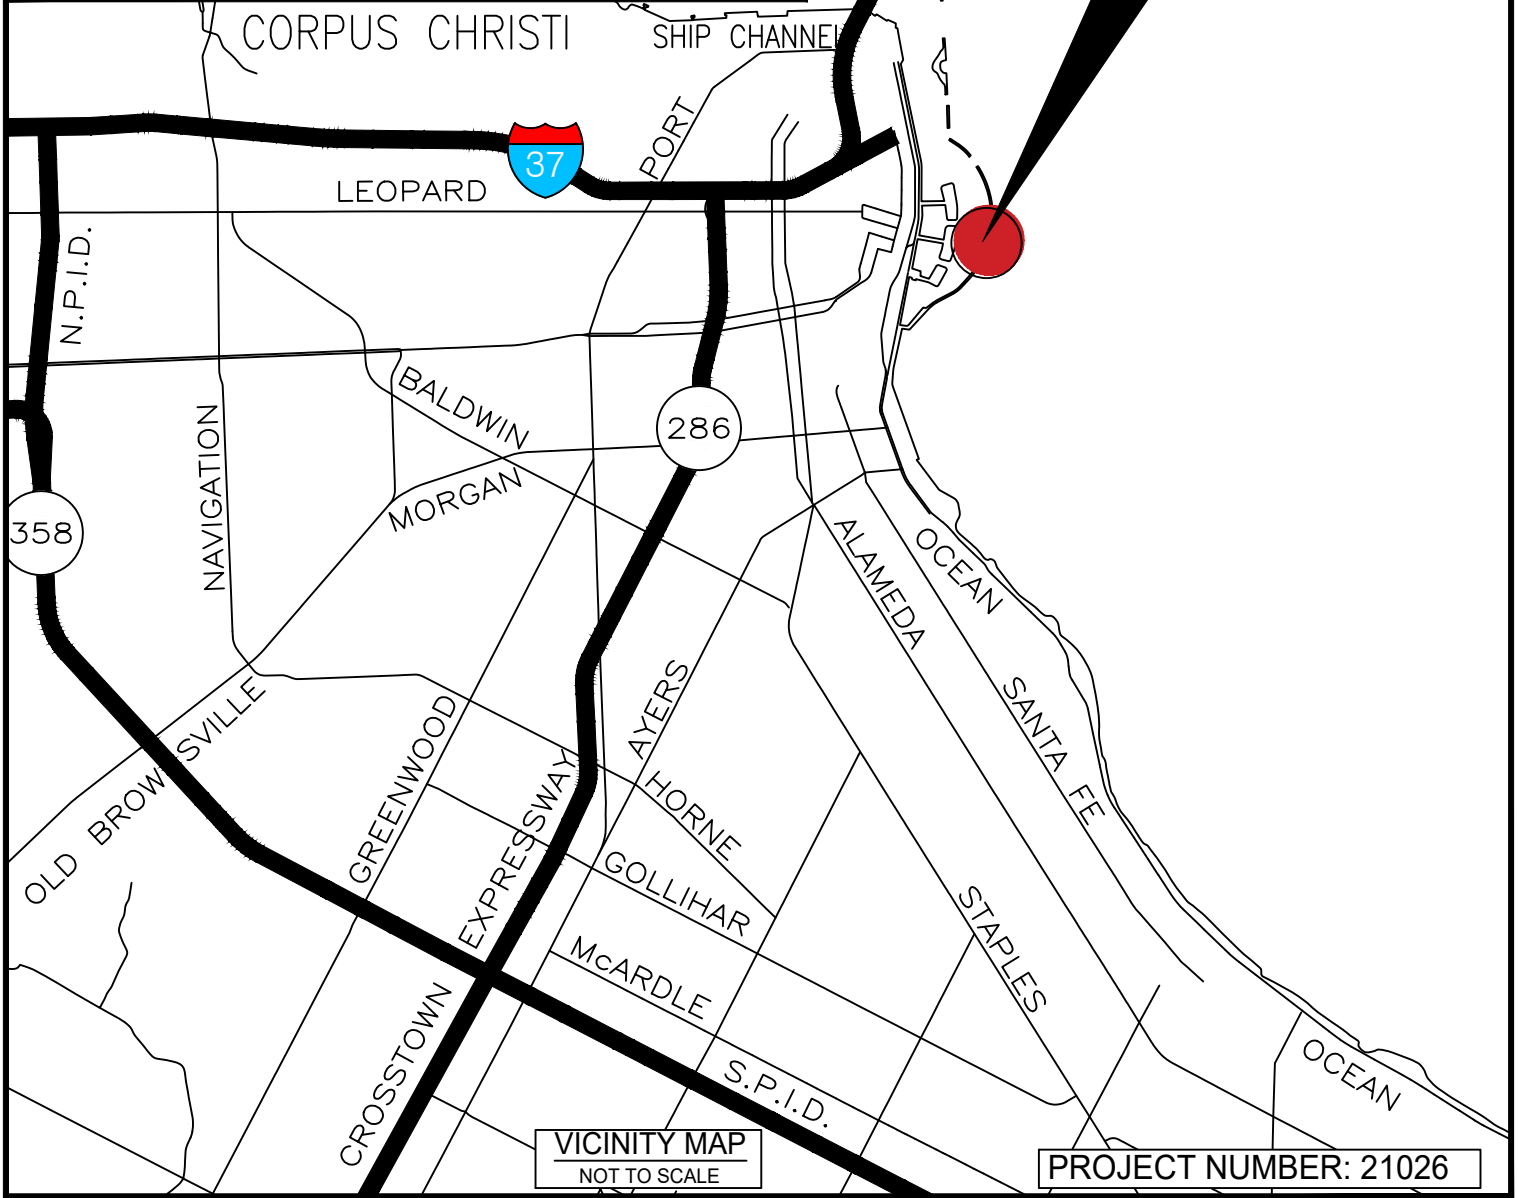 CORPUS CHRISTI
SHIP CHANNEL
PORT
37
LEOPARD
N.P.I.D.
BALDWIN
286
NAVIGATION
MORGAN
358
ALAMEDA
OCEAN
SANTA FE
OLD BROWNSVILLE
GREENWOOD
AYERS
HORNE
CROSSTOWN EXPRESSWAY
GOLLIHAR
STAPLES
McARDLE
S.P.I.D.
OCEAN
VICINITY MAP
NOT TO SCALE
PROJECT NUMBER: 21026